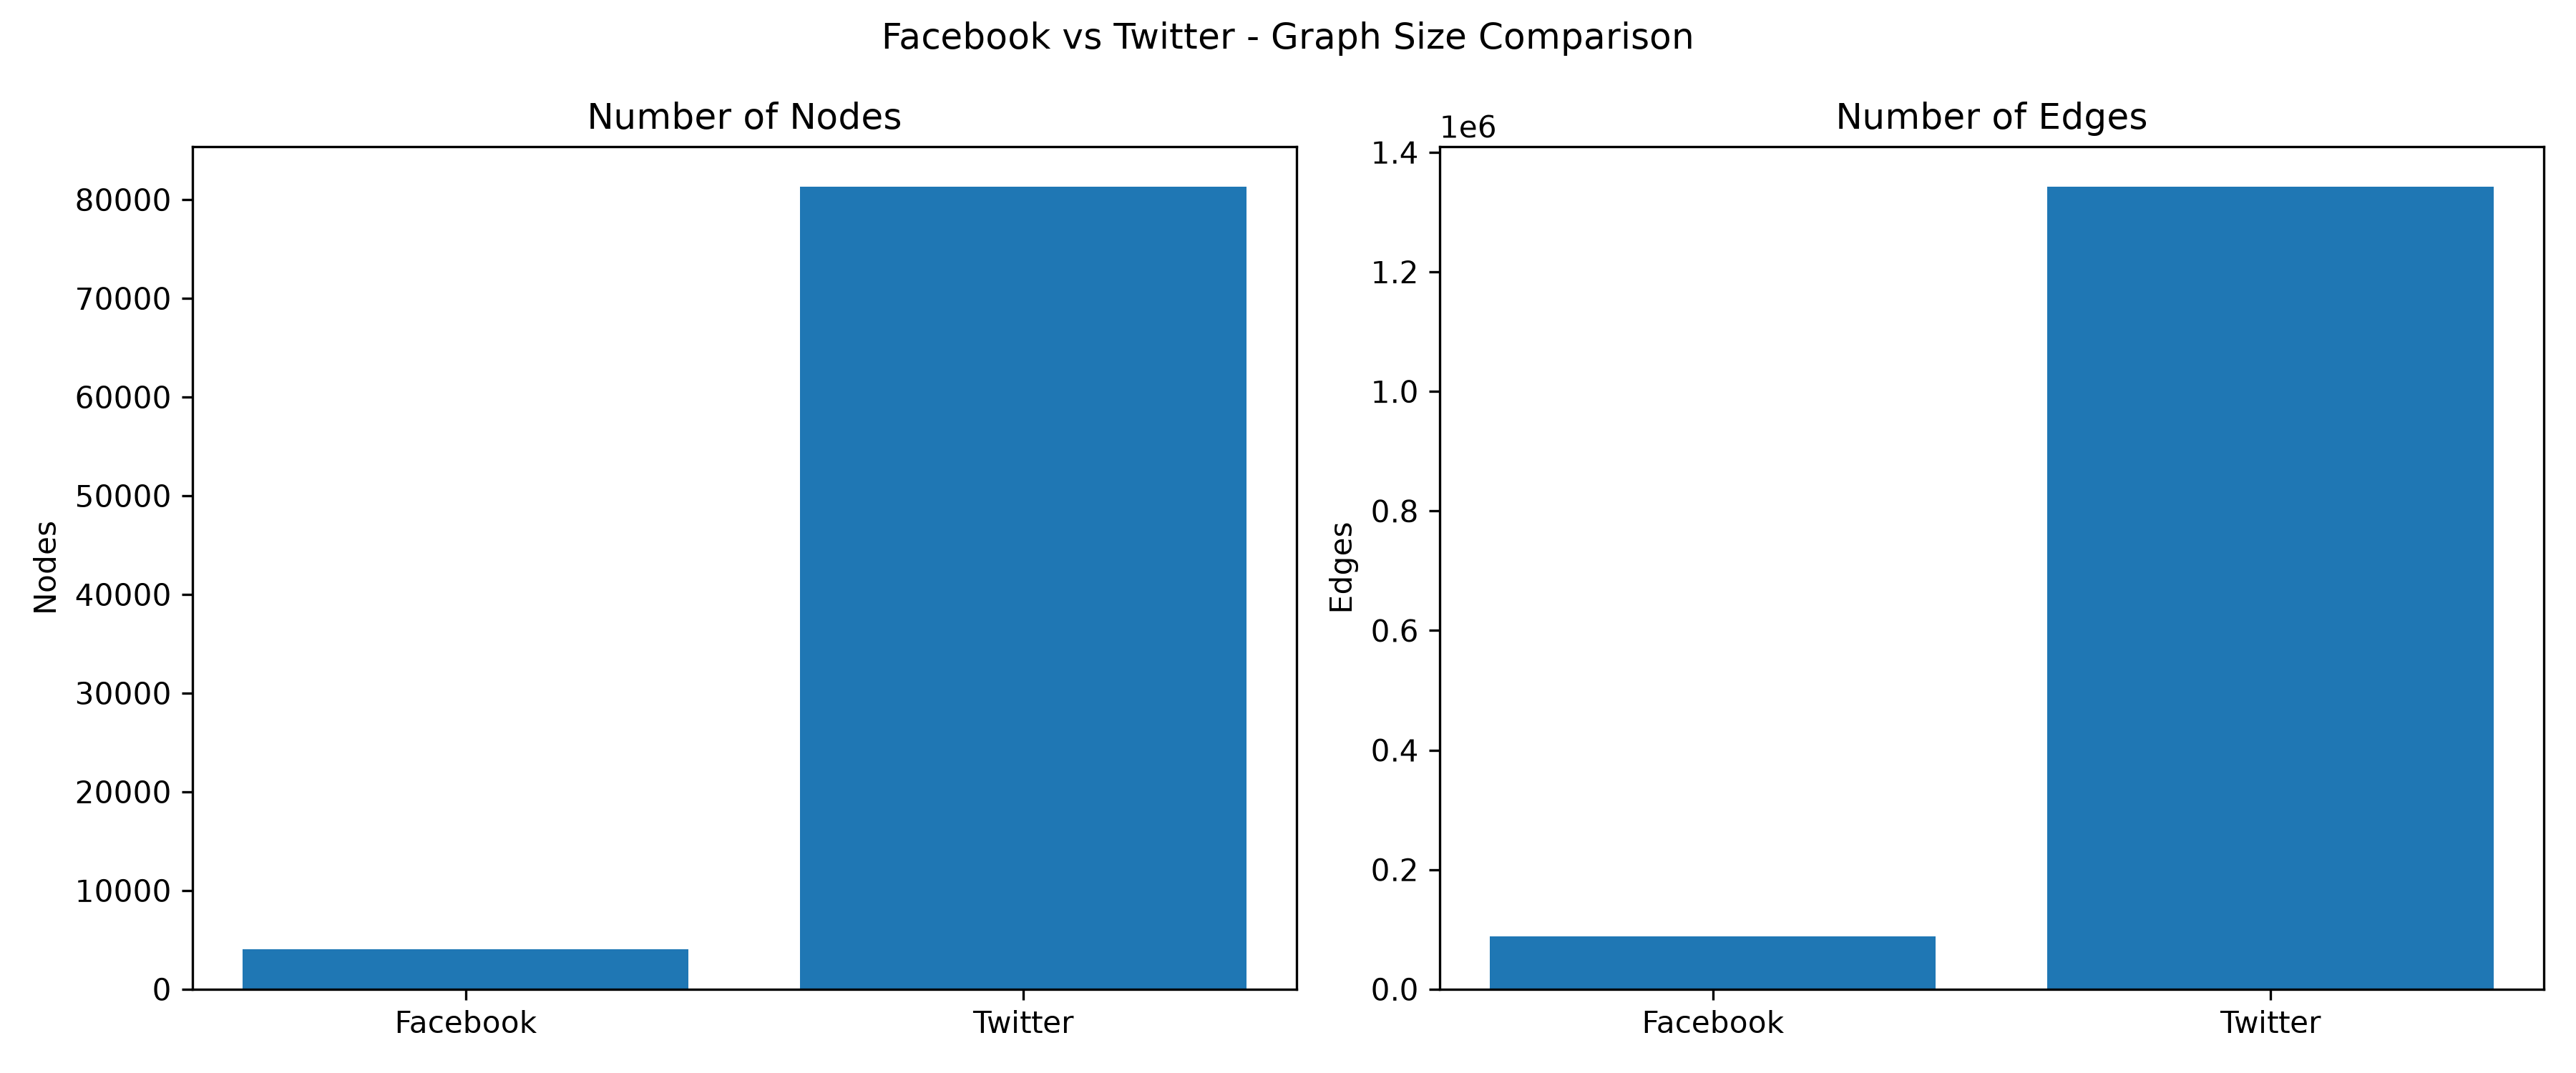 Facebook vs Twitter - Graph Size Comparison
Number of Nodes
80000
70000
60000
50000
40000
30000
20000
10000
0
Nodes
Facebook
Twitter
Number of Edges
1e6
1.4
1.2
1.0
0.8
0.6
0.4
0.2
0.0
Edges
Facebook
Twitter